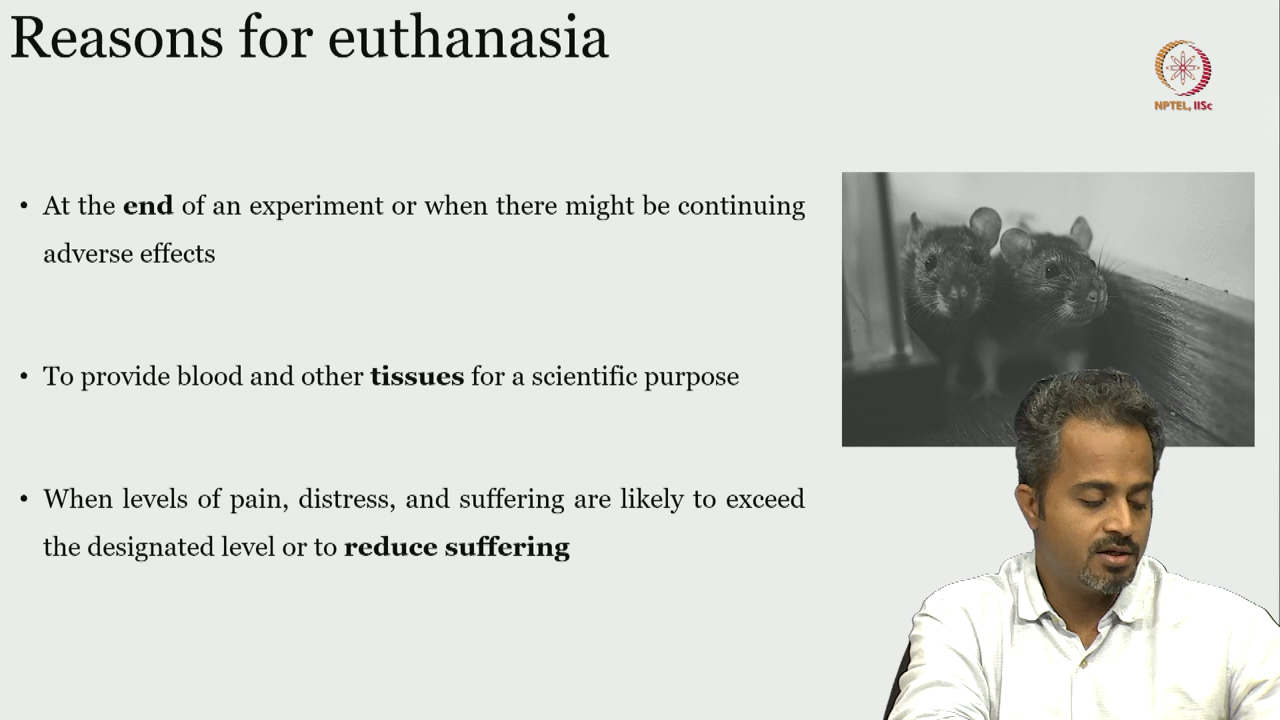 Reasons for euthanasia
NPTEL, IISc
• At the end of an experiment or when there might be continuing
adverse effects
• To provide blood and other tissues for a scientific purpose
• When levels of pain, distress, and suffering are likely to exceed
the designated level or to reduce suffering